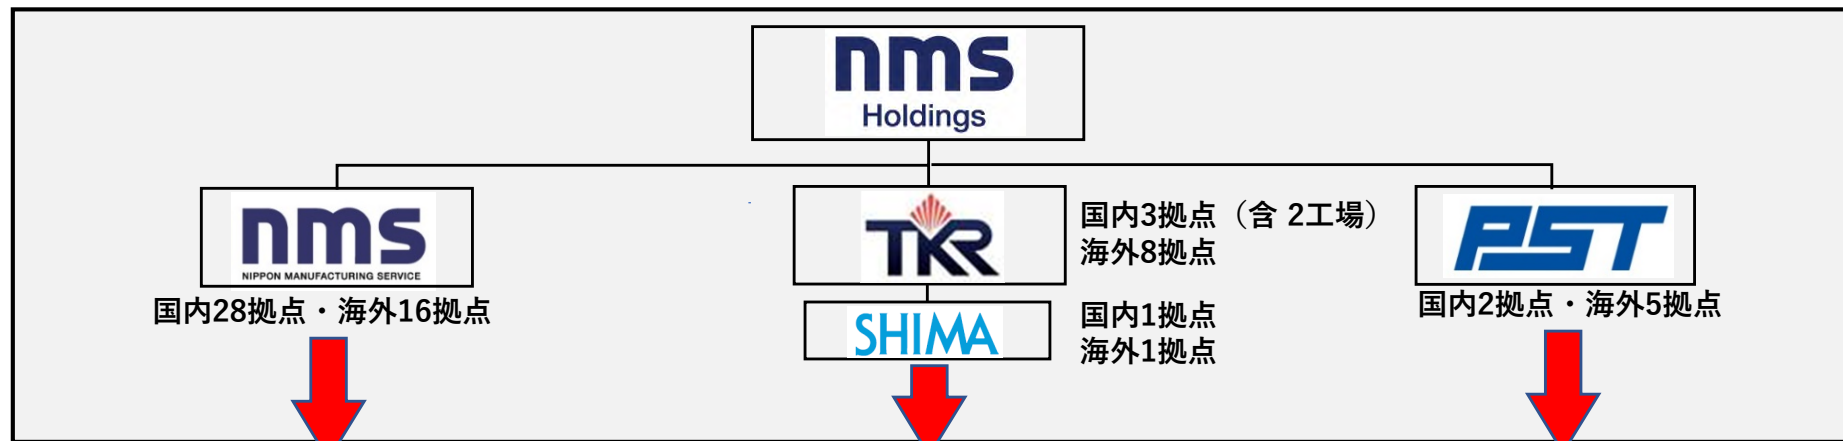 nms
Holdings
nms
NIPPON MANUFACTURING SERVICE
国内28拠点・海外16拠点
TKR
国内3拠点（含 2工場）
海外8拠点
SHIMA
国内1拠点
海外1拠点
PST
国内2拠点・海外5拠点